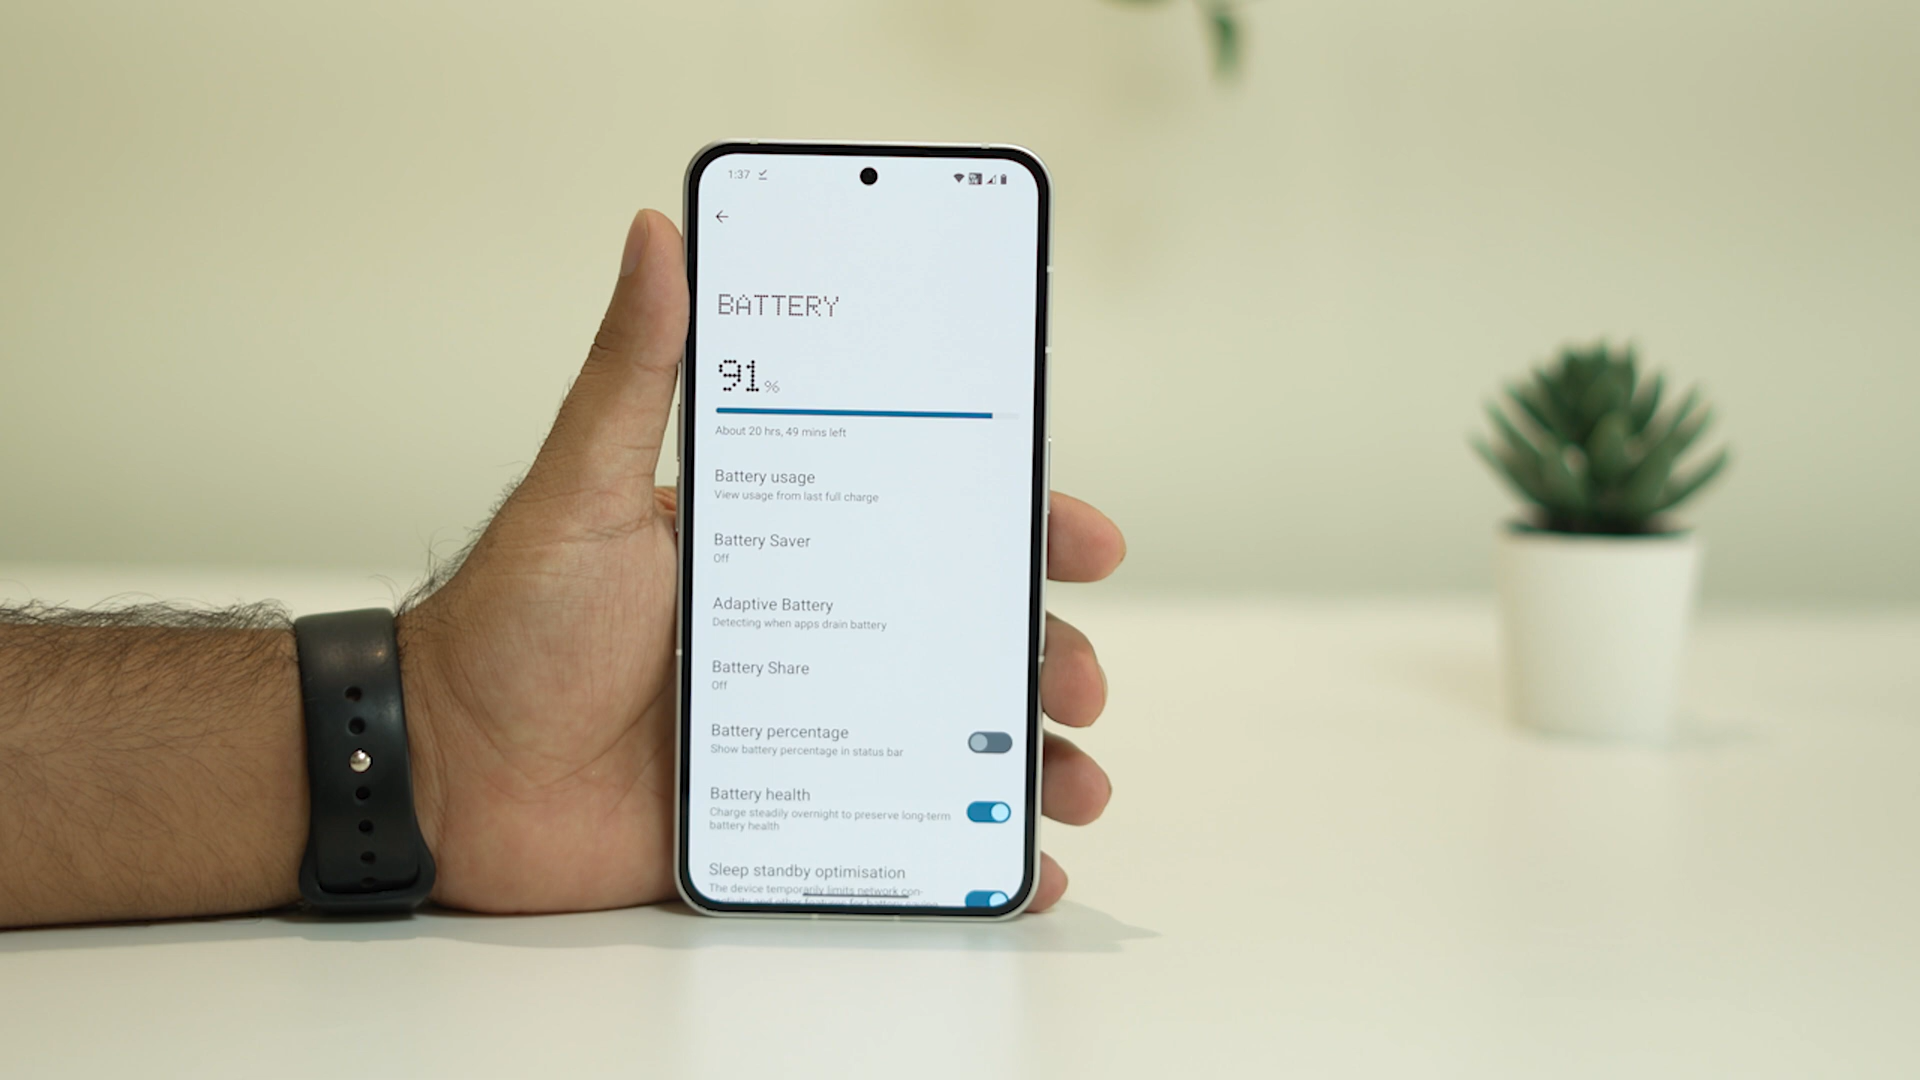 1:37
BATTERY
91%
About 20 hrs, 49 mins left
Battery usage
View usage from last full charge
Battery Saver
Off
Adaptive Battery
Detecting when apps drain battery
Battery Share
Off
Battery percentage
Show battery percentage in status bar
Battery health
Charge steadily overnight to preserve long-term
battery health
Sleep standby optimisation
The device temporarily limits network con-